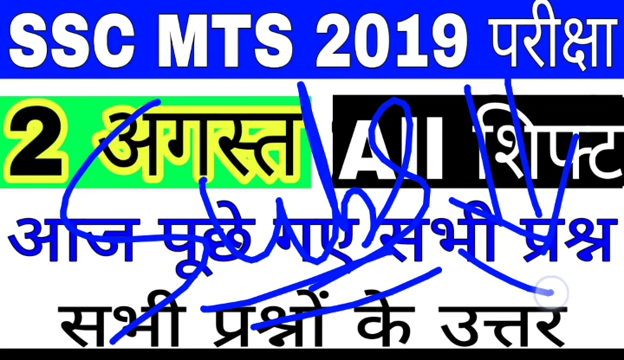 SSC MTS 2019 परीक्षा
2 अगस्त All शिफ्ट
आज पूछे गए सभी प्रश्न
सभी प्रश्नों के उत्तर